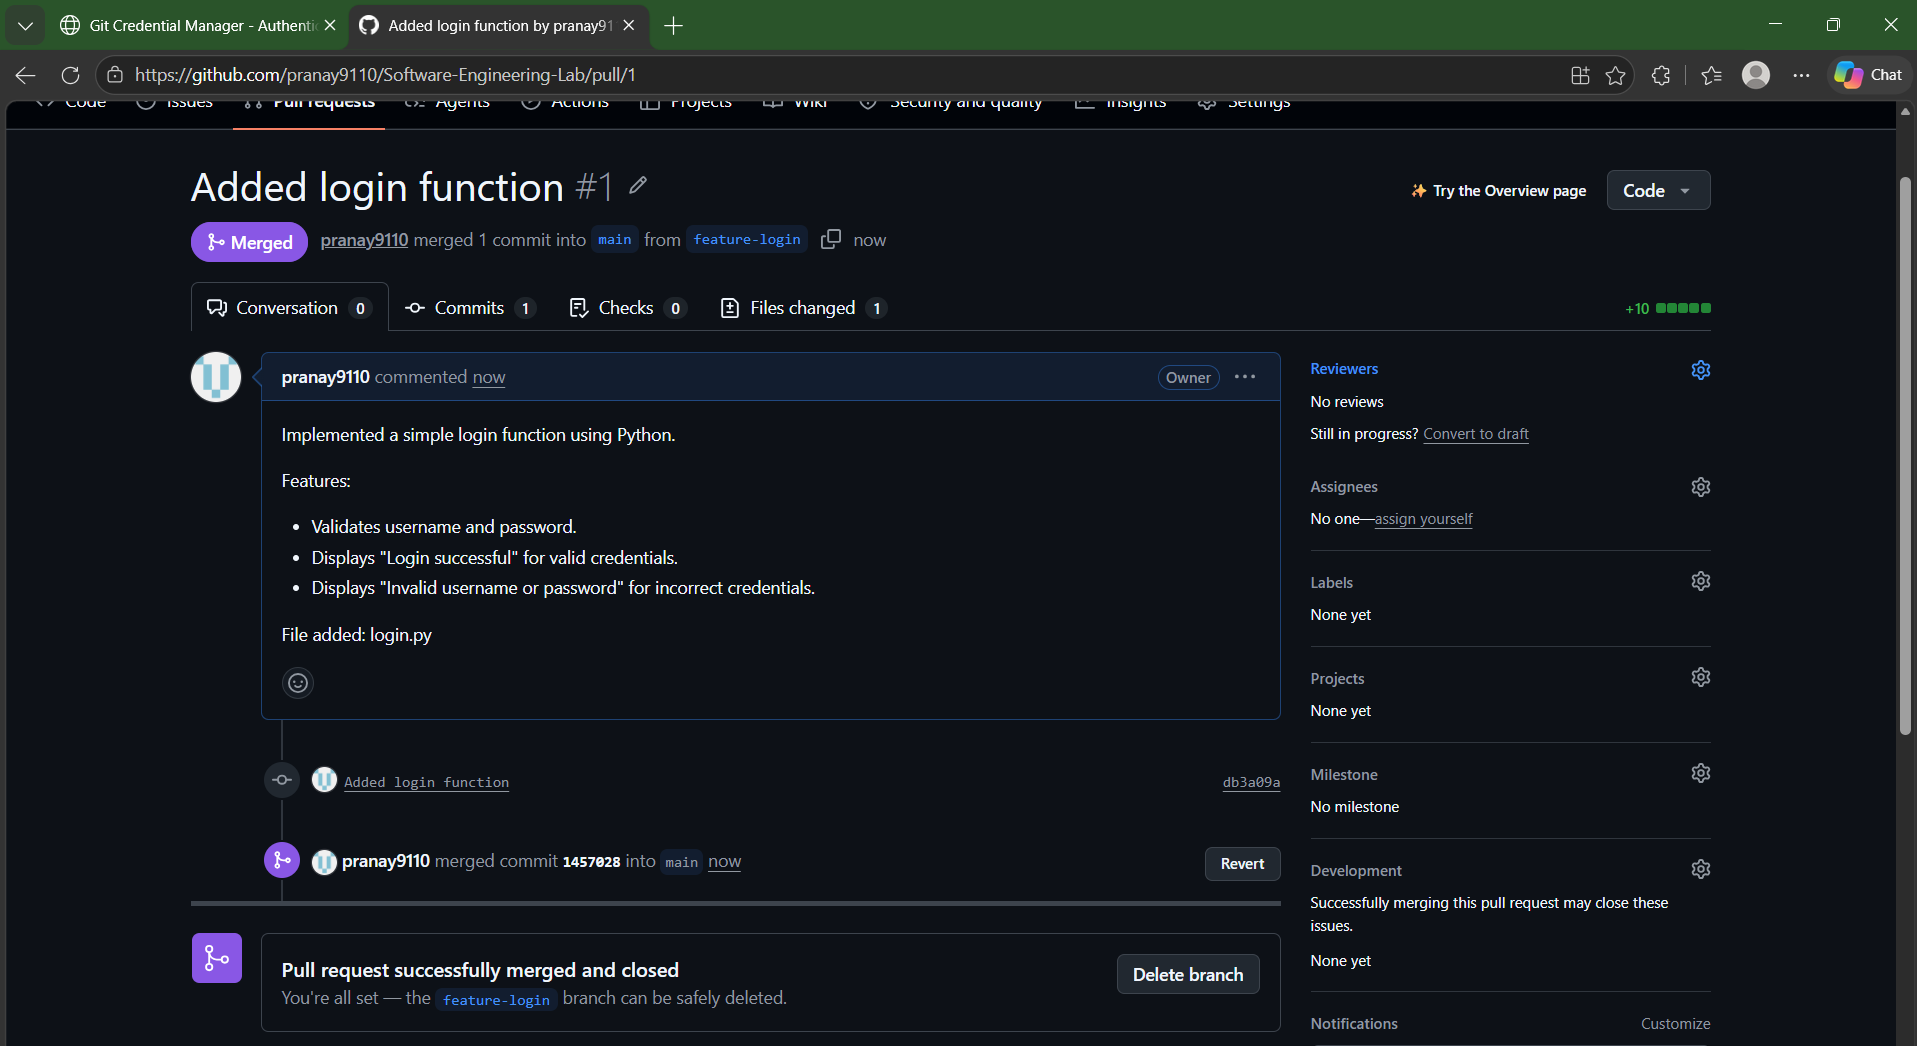 Git Credential Manager - Authenti
Added login function by pranay91
https://github.com/pranay9110/Software-Engineering-Lab/pull/1
Chat
Code Issues Pull requests Agents Actions Projects Wiki Security and quality Insights Settings
Added login function #1
Try the Overview page
Code
Merged
pranay9110 merged 1 commit into main from feature-login now
Conversation 0
Commits 1
Checks 0
Files changed 1
+10
pranay9110 commented now
Owner
Implemented a simple login function using Python.
Features:
• Validates username and password.
• Displays "Login successful" for valid credentials.
• Displays "Invalid username or password" for incorrect credentials.
File added: login.py
Added login function
db3a09a
pranay9110 merged commit 1457028 into main now
Revert
Pull request successfully merged and closed
You're all set — the feature-login branch can be safely deleted.
Delete branch
Reviewers
No reviews
Still in progress? Convert to draft
Assignees
No one—assign yourself
Labels
None yet
Projects
None yet
Milestone
No milestone
Development
Successfully merging this pull request may close these
issues.
None yet
Notifications
Customize